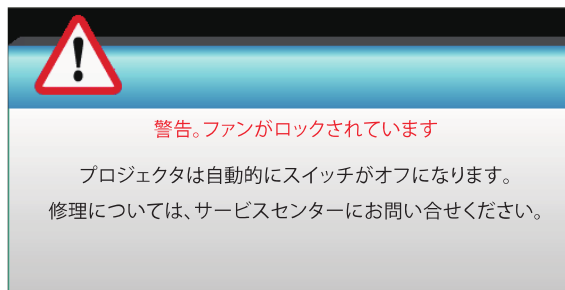 警告。ファンがロックされています
プロジェクタは自動的にスイッチがオフになります。
修理については、サービスセンターにお問い合せください。